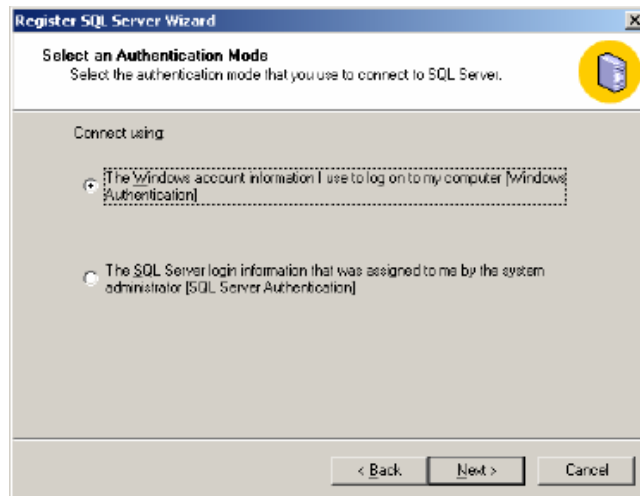 Register SQL Server Wizard
Select an Authentication Mode
Select the authentication mode that you use to connect to SQL Server.
Connect using:
The Windows account information I use to log on to my computer [Windows
Authentication]
The SQL Server login information that was assigned to me by the system
administrator [SQL Server Authentication]
< Back
Next >
Cancel